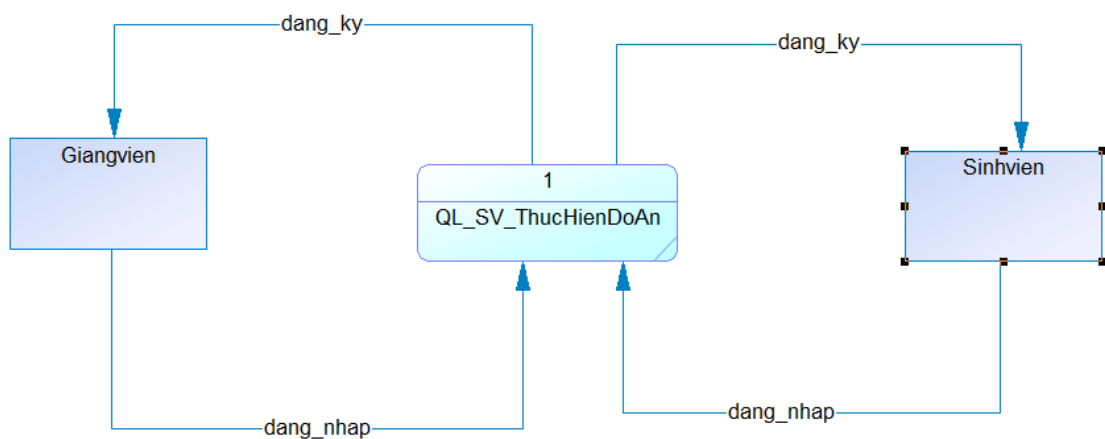 dang_ky
dang_ky
Giangvien
1
QL_SV_ThucHienDoAn
Sinhvien
dang_nhap
dang_nhap